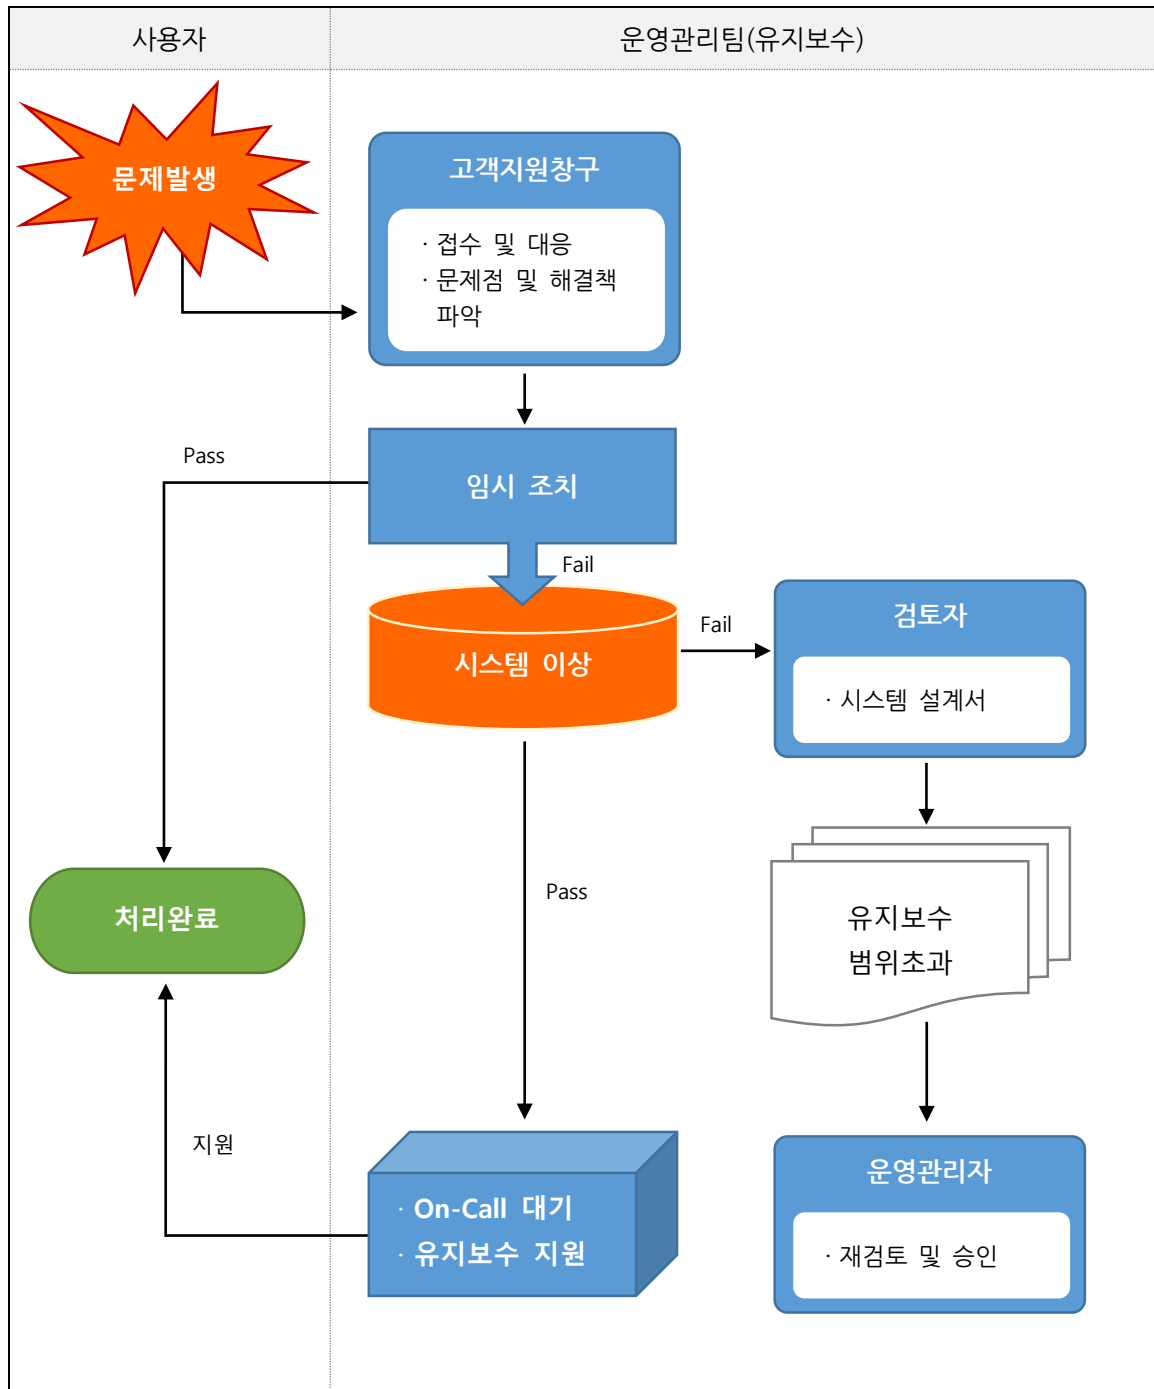 사용자
운영관리팀(유지보수)
문제발생
고객지원창구
· 접수 및 대응
· 문제점 및 해결책
파악
Pass
임시 조치
Fail
시스템 이상
Fail
검토자
· 시스템 설계서
처리완료
Pass
유지보수
범위초과
지원
· On-Call 대기
· 유지보수 지원
운영관리자
· 재검토 및 승인